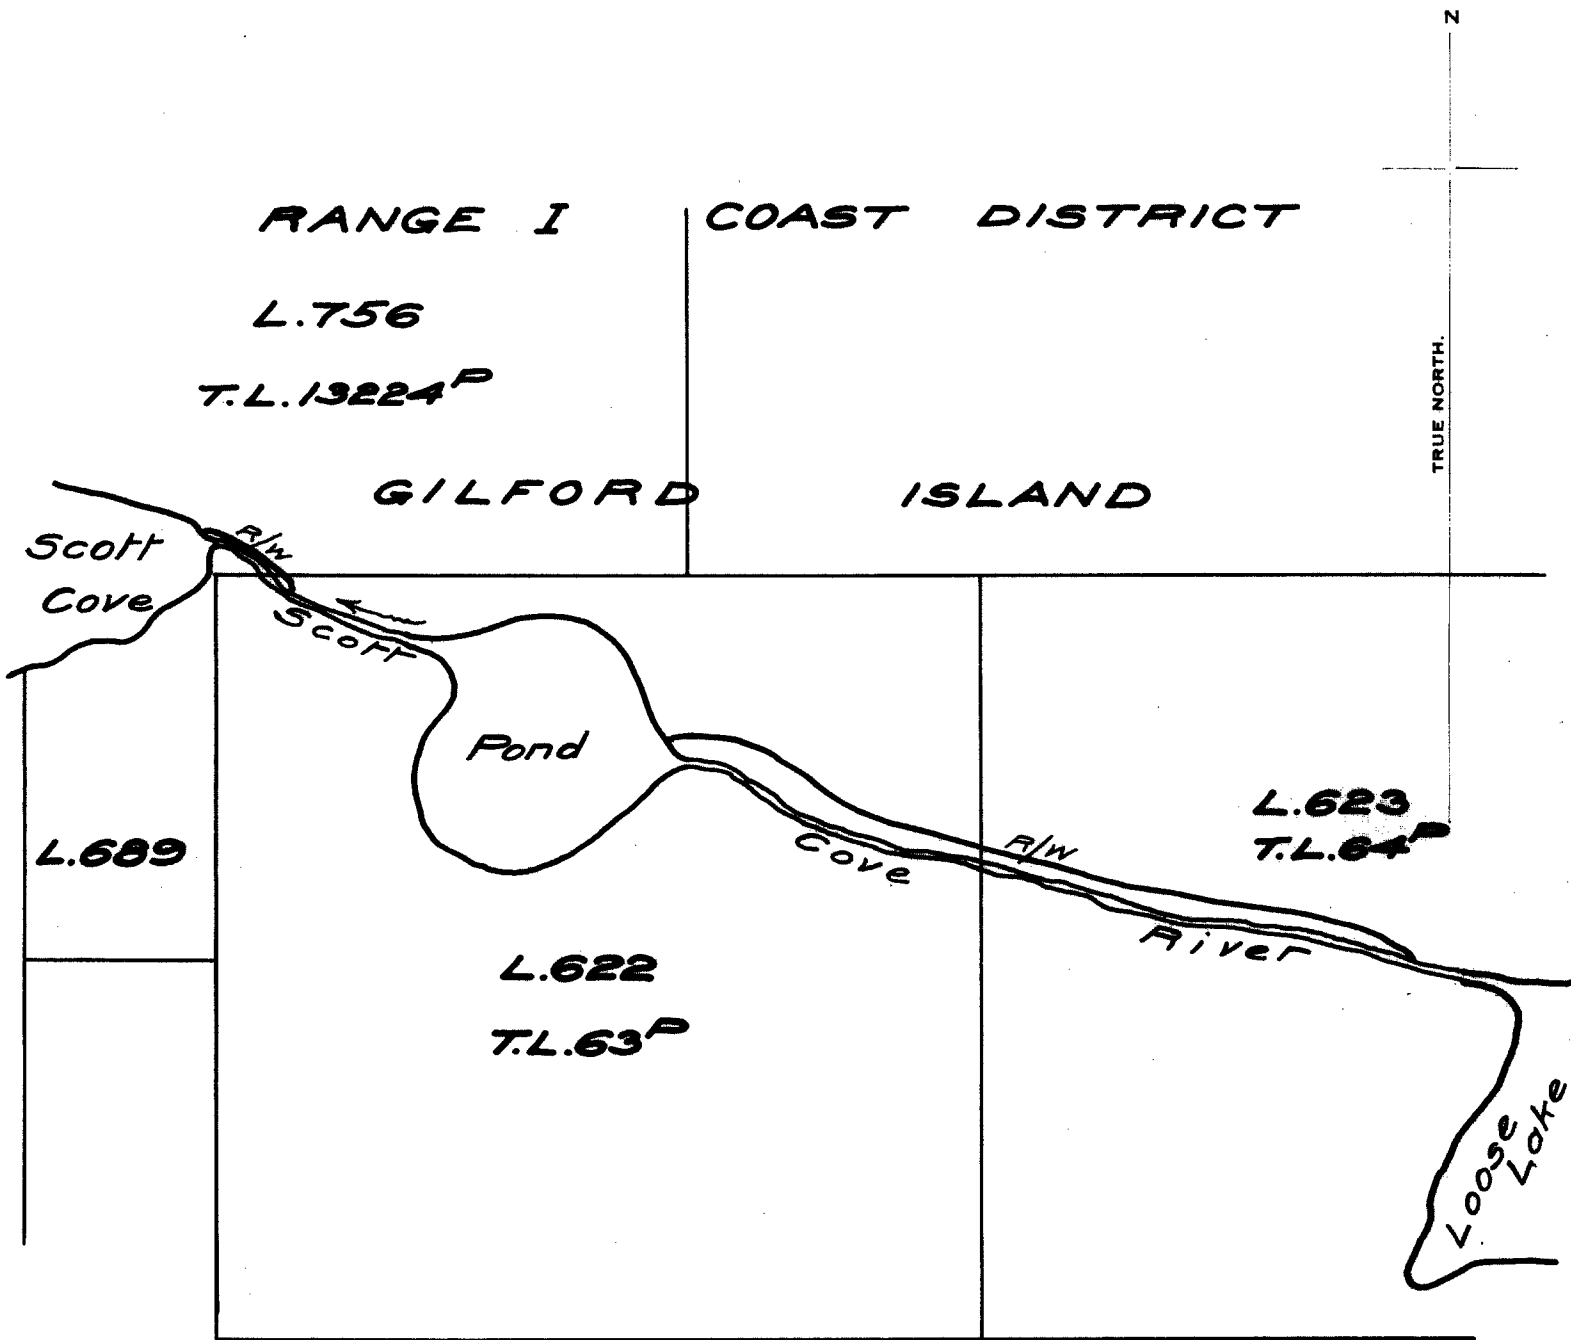 N
RANGE I COAST DISTRICT
L.756
T.L.13224P
TRUE NORTH.
GILFORD ISLAND
Scott
Cove
R/W
Scott
Pond
Cove
R/W
River
L.623
T.L.64P
L.689
L.622
T.L.63P
Loose
Lake